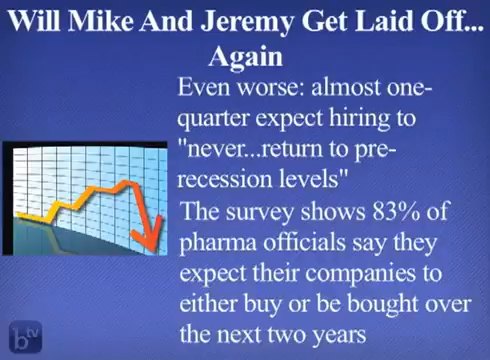 Will Mike And Jeremy Get Laid Off...
Again
Even worse: almost one-
quarter expect hiring to
"never...return to pre-
recession levels"
The survey shows 83% of
pharma officials say they
expect their companies to
either buy or be bought over
the next two years
btv